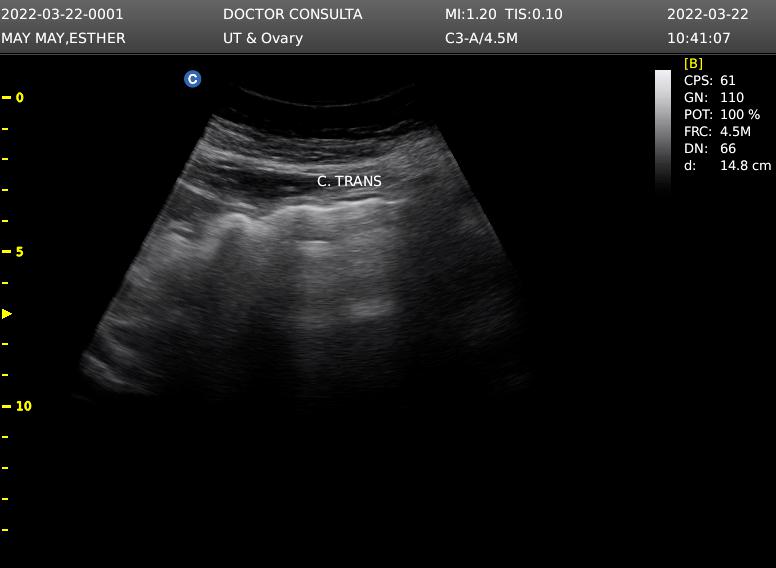 2022-03-22-0001 DOCTOR CONSULTA MI:1.20 TIS:0.10 2022-03-22
MAY MAY,ESTHER UT & Ovary C3-A/4.5M 10:41:07
[B]
C
CPS: 61
0
GN: 110
POT: 100 %
FRC: 4.5M
DN: 66
d: 14.8 cm
C. TRANS
5
10